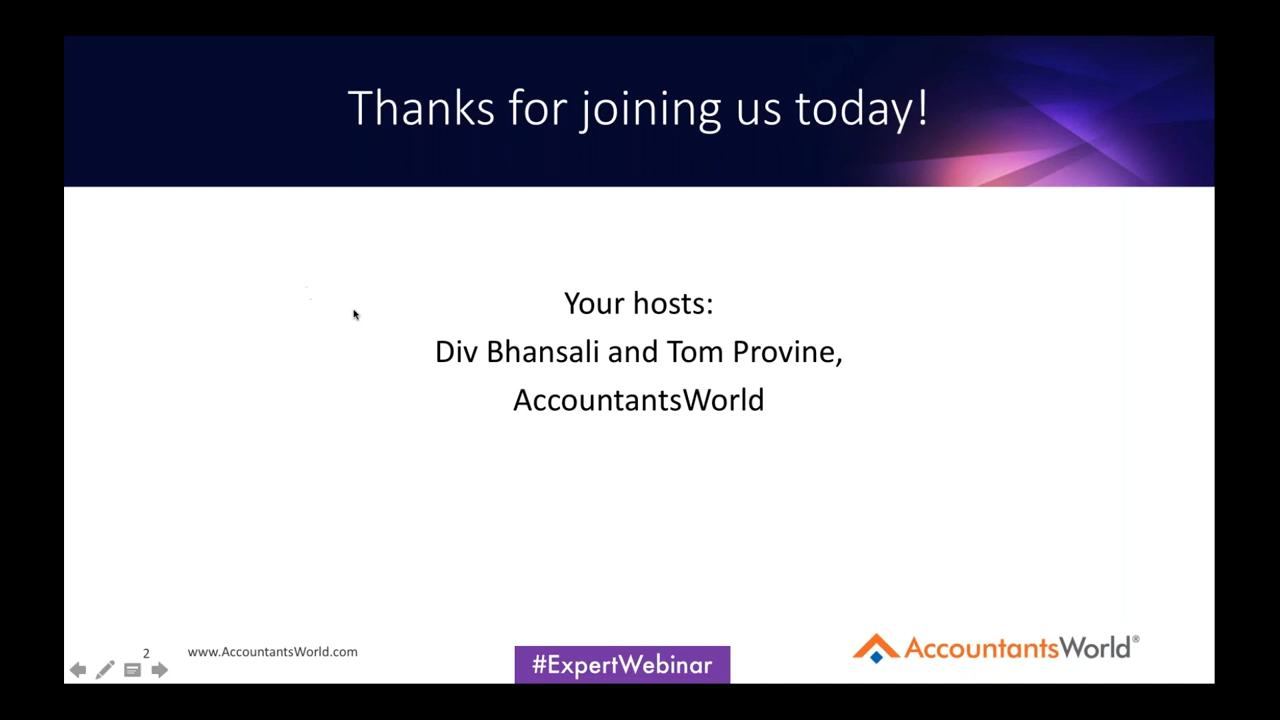 Thanks for joining us today!
Your hosts:
Div Bhansali and Tom Provine,
AccountantsWorld
2
www.AccountantsWorld.com
#ExpertWebinar
AccountantsWorld®